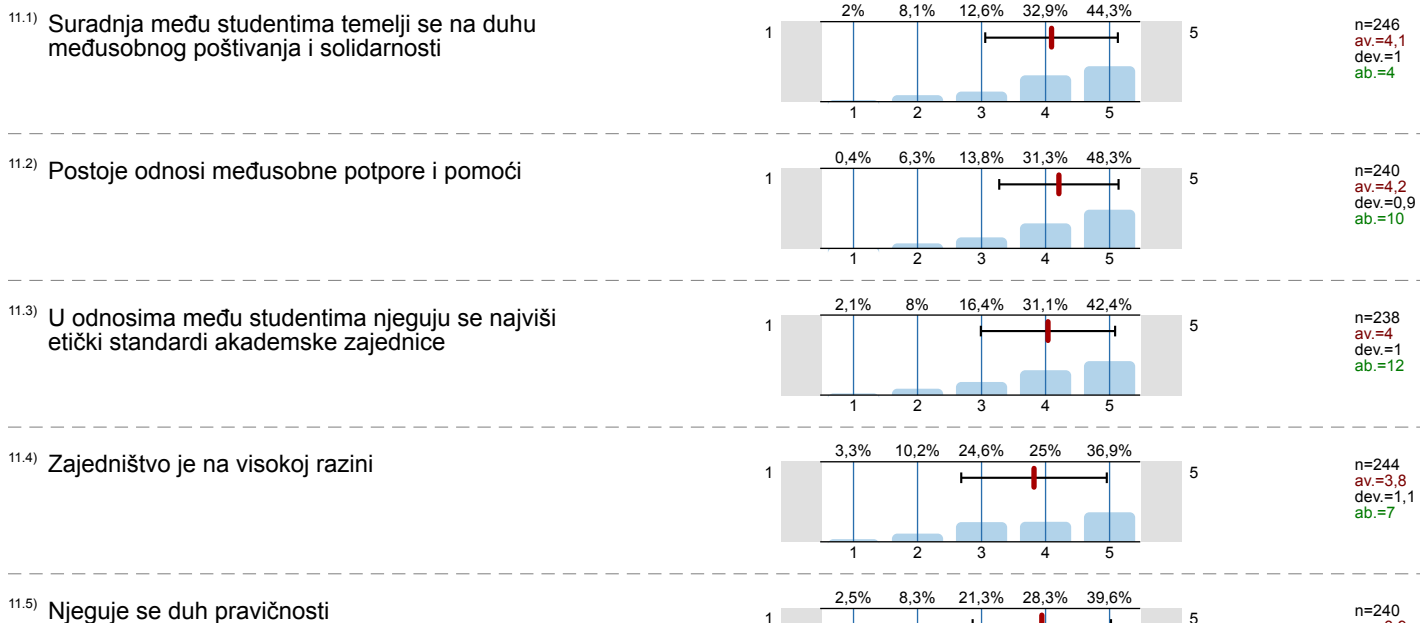 11.1) Suradnja među studentima temelji se na duhu
međusobnog poštivanja i solidarnosti
2% 8,1% 12,6% 32,9% 44,3%
1 5
1 2 3 4 5
n=246
av.=4,1
dev.=1
ab.=4
11.2) Postoje odnosi međusobne potpore i pomoći
0,4% 6,3% 13,8% 31,3% 48,3%
1 5
1 2 3 4 5
n=240
av.=4,2
dev.=0,9
ab.=10
11.3) U odnosima među studentima njeguju se najviši
etički standardi akademske zajednice
2,1% 8% 16,4% 31,1% 42,4%
1 5
1 2 3 4 5
n=238
av.=4
dev.=1
ab.=12
11.4) Zajedništvo je na visokoj razini
3,3% 10,2% 24,6% 25% 36,9%
1 5
1 2 3 4 5
n=244
av.=3,8
dev.=1,1
ab.=7
11.5) Njeguje se duh pravičnosti
2,5% 8,3% 21,3% 28,3% 39,6%
1 5
n=240